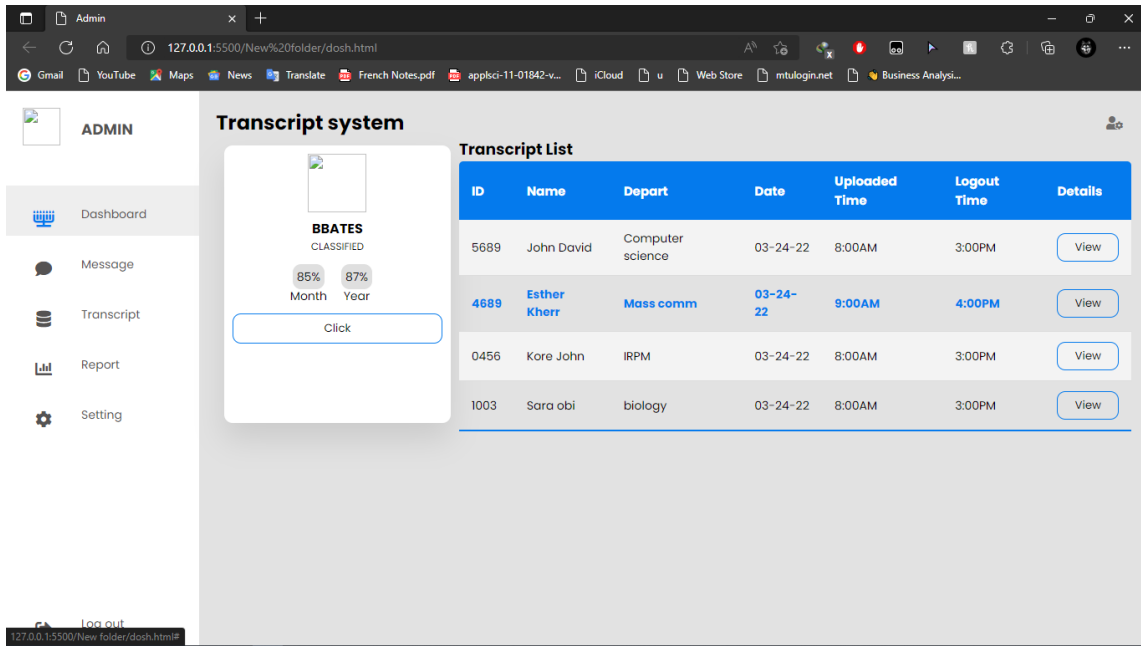 Admin
127.0.0.1:5500/New%20folder/dosh.html
Gmail YouTube Maps News Translate French Notes.pdf applsci-11-01842-v... iCloud u Web Store mtulogin.net Business Analysi...
ADMIN
Dashboard
Message
Transcript
Report
Setting
Log out
127.0.0.1:5500/New folder/dosh.html#
Transcript system
BBATES
CLASSIFIED
85% 87%
Month Year
Click
Transcript List
ID Name Depart Date Uploaded Time Logout Time Details
5689 John David Computer science 03-24-22 8:00AM 3:00PM View
4689 Esther Kherr Mass comm 03-24-22 9:00AM 4:00PM View
0456 Kore John IRPM 03-24-22 8:00AM 3:00PM View
1003 Sara obi biology 03-24-22 8:00AM 3:00PM View